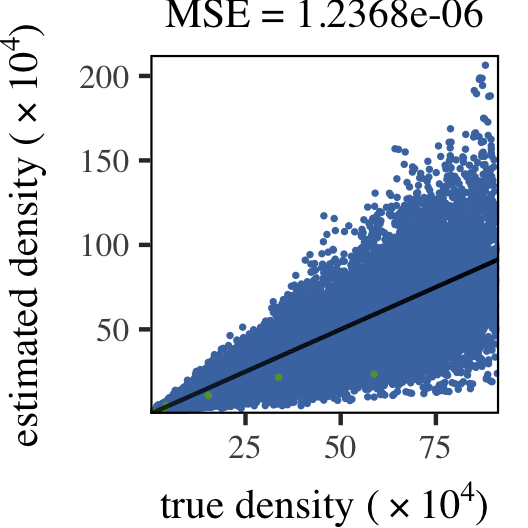 MSE = 1.2368e-06
estimated density (×10⁴)
200
150
100
50
25 50 75
true density (×10⁴)